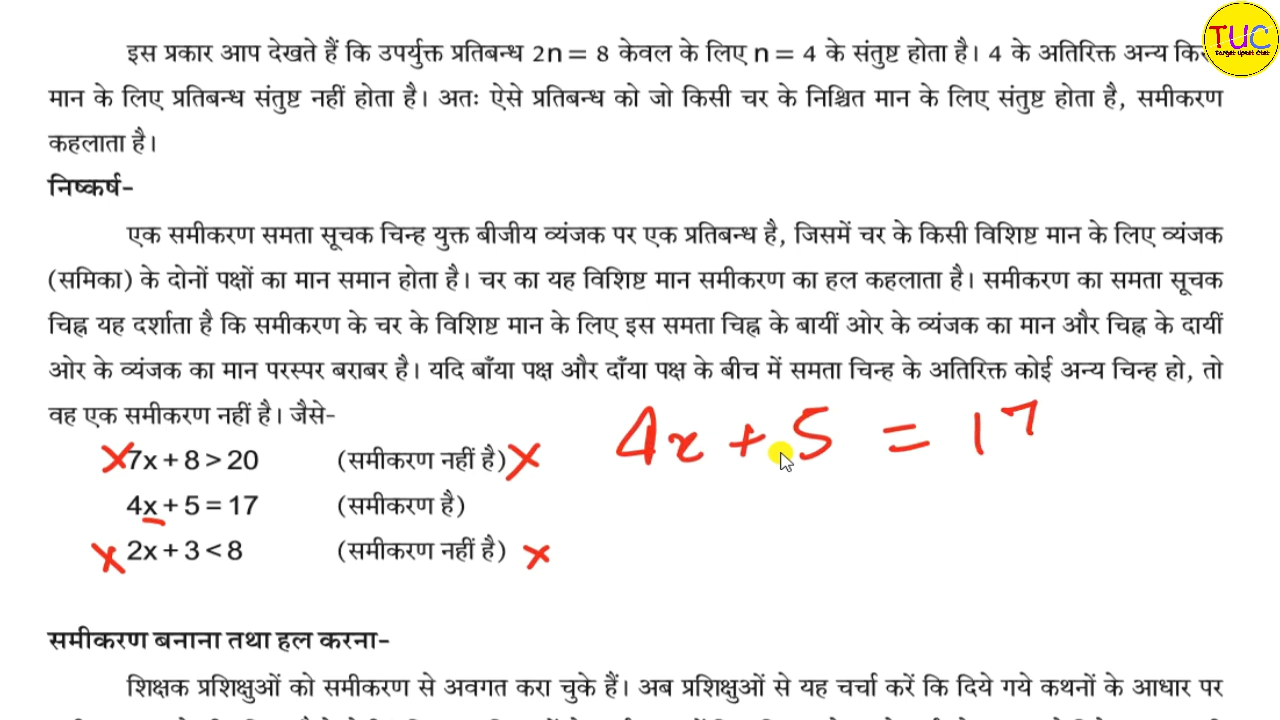 TUC
Target Upset Chet
इस प्रकार आप देखते हैं कि उपर्युक्त प्रतिबन्ध 2n = 8 केवल के लिए n = 4 के संतुष्ट होता है। 4 के अतिरिक्त अन्य
मान के लिए प्रतिबन्ध संतुष्ट नहीं होता है। अतः ऐसे प्रतिबन्ध को जो किसी चर के निश्चित मान के लिए संतुष्ट होता है, समीकरण
कहलाता है।
निष्कर्ष-
एक समीकरण समता सूचक चिन्ह युक्त बीजीय व्यंजक पर एक प्रतिबन्ध है, जिसमें चर के किसी विशिष्ट मान के लिए व्यंजक
(समिका) के दोनों पक्षों का मान समान होता है। चर का यह विशिष्ट मान समीकरण का हल कहलाता है। समीकरण का समता सूचक
चिह्न यह दर्शाता है कि समीकरण के चर के विशिष्ट मान के लिए इस समता चिह्न के बायीं ओर के व्यंजक का मान और चिह्न के दायीं
ओर के व्यंजक का मान परस्पर बराबर है। यदि बाँया पक्ष और दाँया पक्ष के बीच में समता चिन्ह के अतिरिक्त कोई अन्य चिन्ह हो, तो
वह एक समीकरण नहीं है। जैसे-
4x + 5 = 17
7x + 8 > 20 (समीकरण नहीं है)
4x + 5 = 17 (समीकरण है)
2x + 3 < 8 (समीकरण नहीं है)
समीकरण बनाना तथा हल करना-
शिक्षक प्रशिक्षुओं को समीकरण से अवगत करा चुके हैं। अब प्रशिक्षुओं से यह चर्चा करें कि दिये गये कथनों के आधार पर